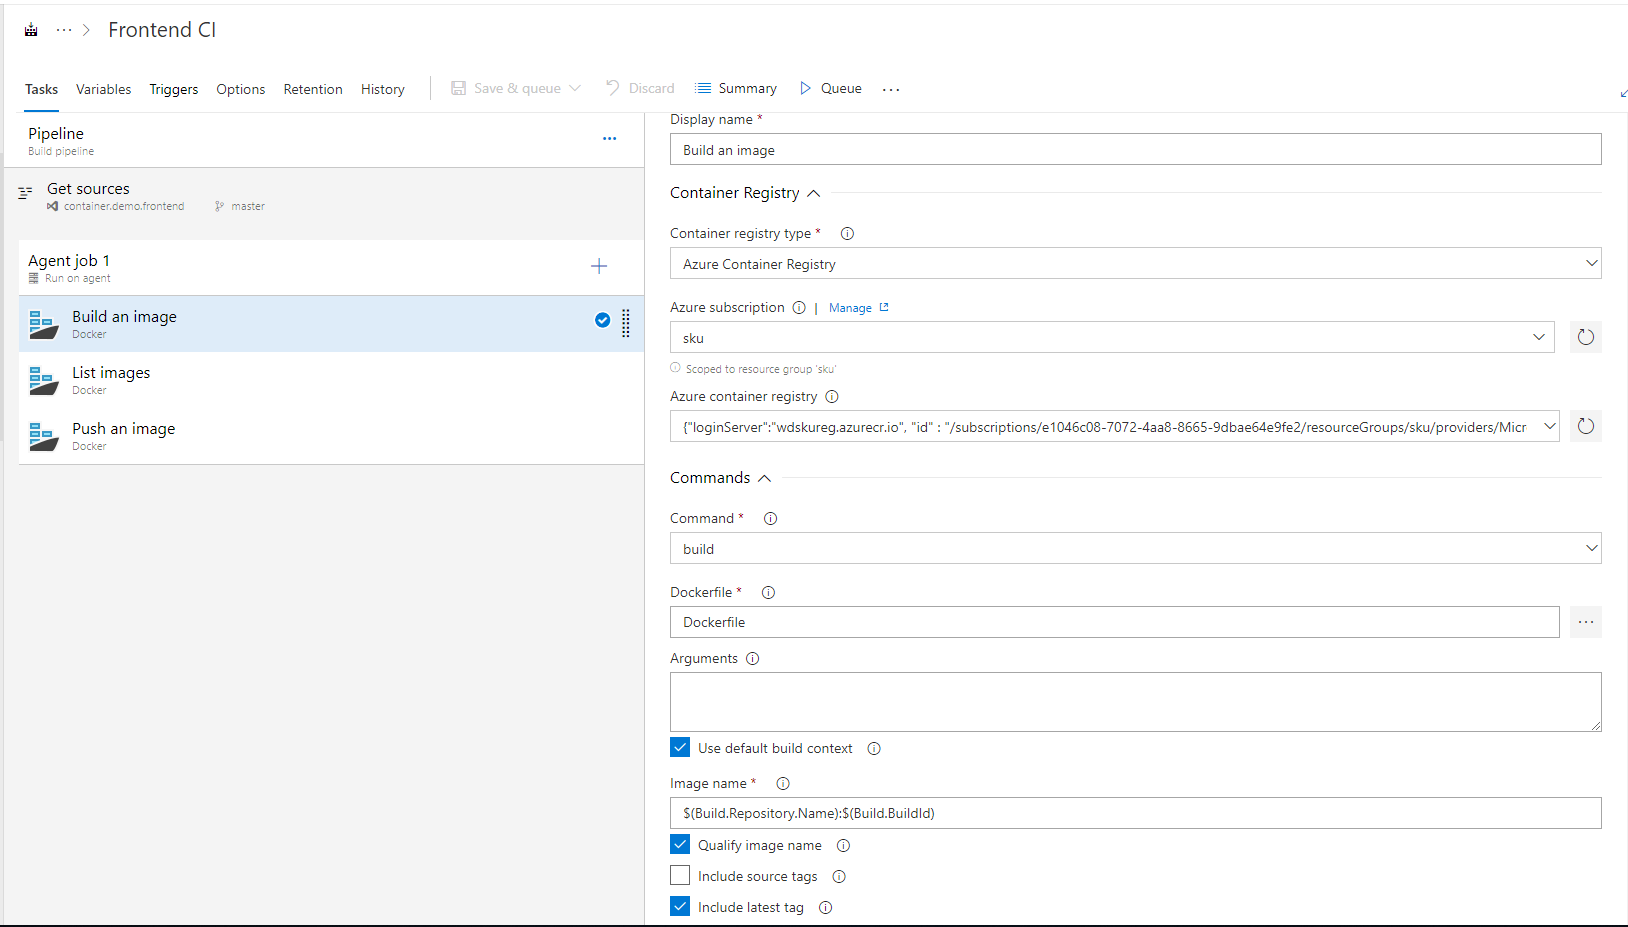 ··· > Frontend CI
Tasks Variables Triggers Options Retention History Save & queue Discard Summary Queue ···
Pipeline
Build pipeline
Get sources
container.demo.frontend master
Agent job 1
Run on agent
Build an image
Docker
List images
Docker
Push an image
Docker
Display name *
Build an image
Container Registry
Container registry type *
Azure Container Registry
Azure subscription | Manage
sku
Scoped to resource group 'sku'
Azure container registry
{"loginServer":"wdskureg.azurecr.io", "id" : "/subscriptions/e1046c08-7072-4aa8-8665-9dbae64e9fe2/resourceGroups/sku/providers/Micr
Commands
Command *
build
Dockerfile *
Dockerfile
Arguments
Use default build context
Image name *
$(Build.Repository.Name):$(Build.BuildId)
Qualify image name
Include source tags
Include latest tag